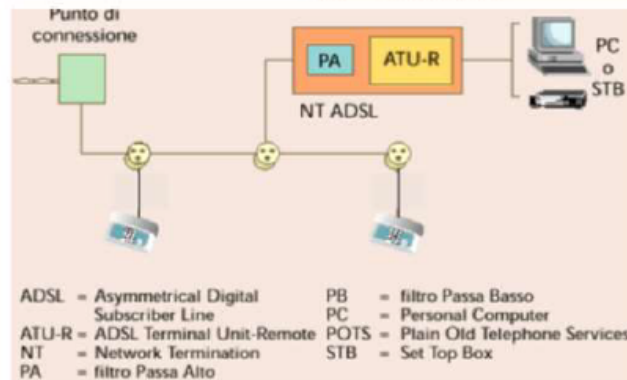 Punto di
connessione
PA
ATU-R
NT ADSL
PC
o
STB
ADSL = Asymmetrical Digital
Subscriber Line
ATU-R = ADSL Terminal Unit-Remote
NT = Network Termination
PA = filtro Passa Alto
PB = filtro Passa Basso
PC = Personal Computer
POTS = Plain Old Telephone Services
STB = Set Top Box